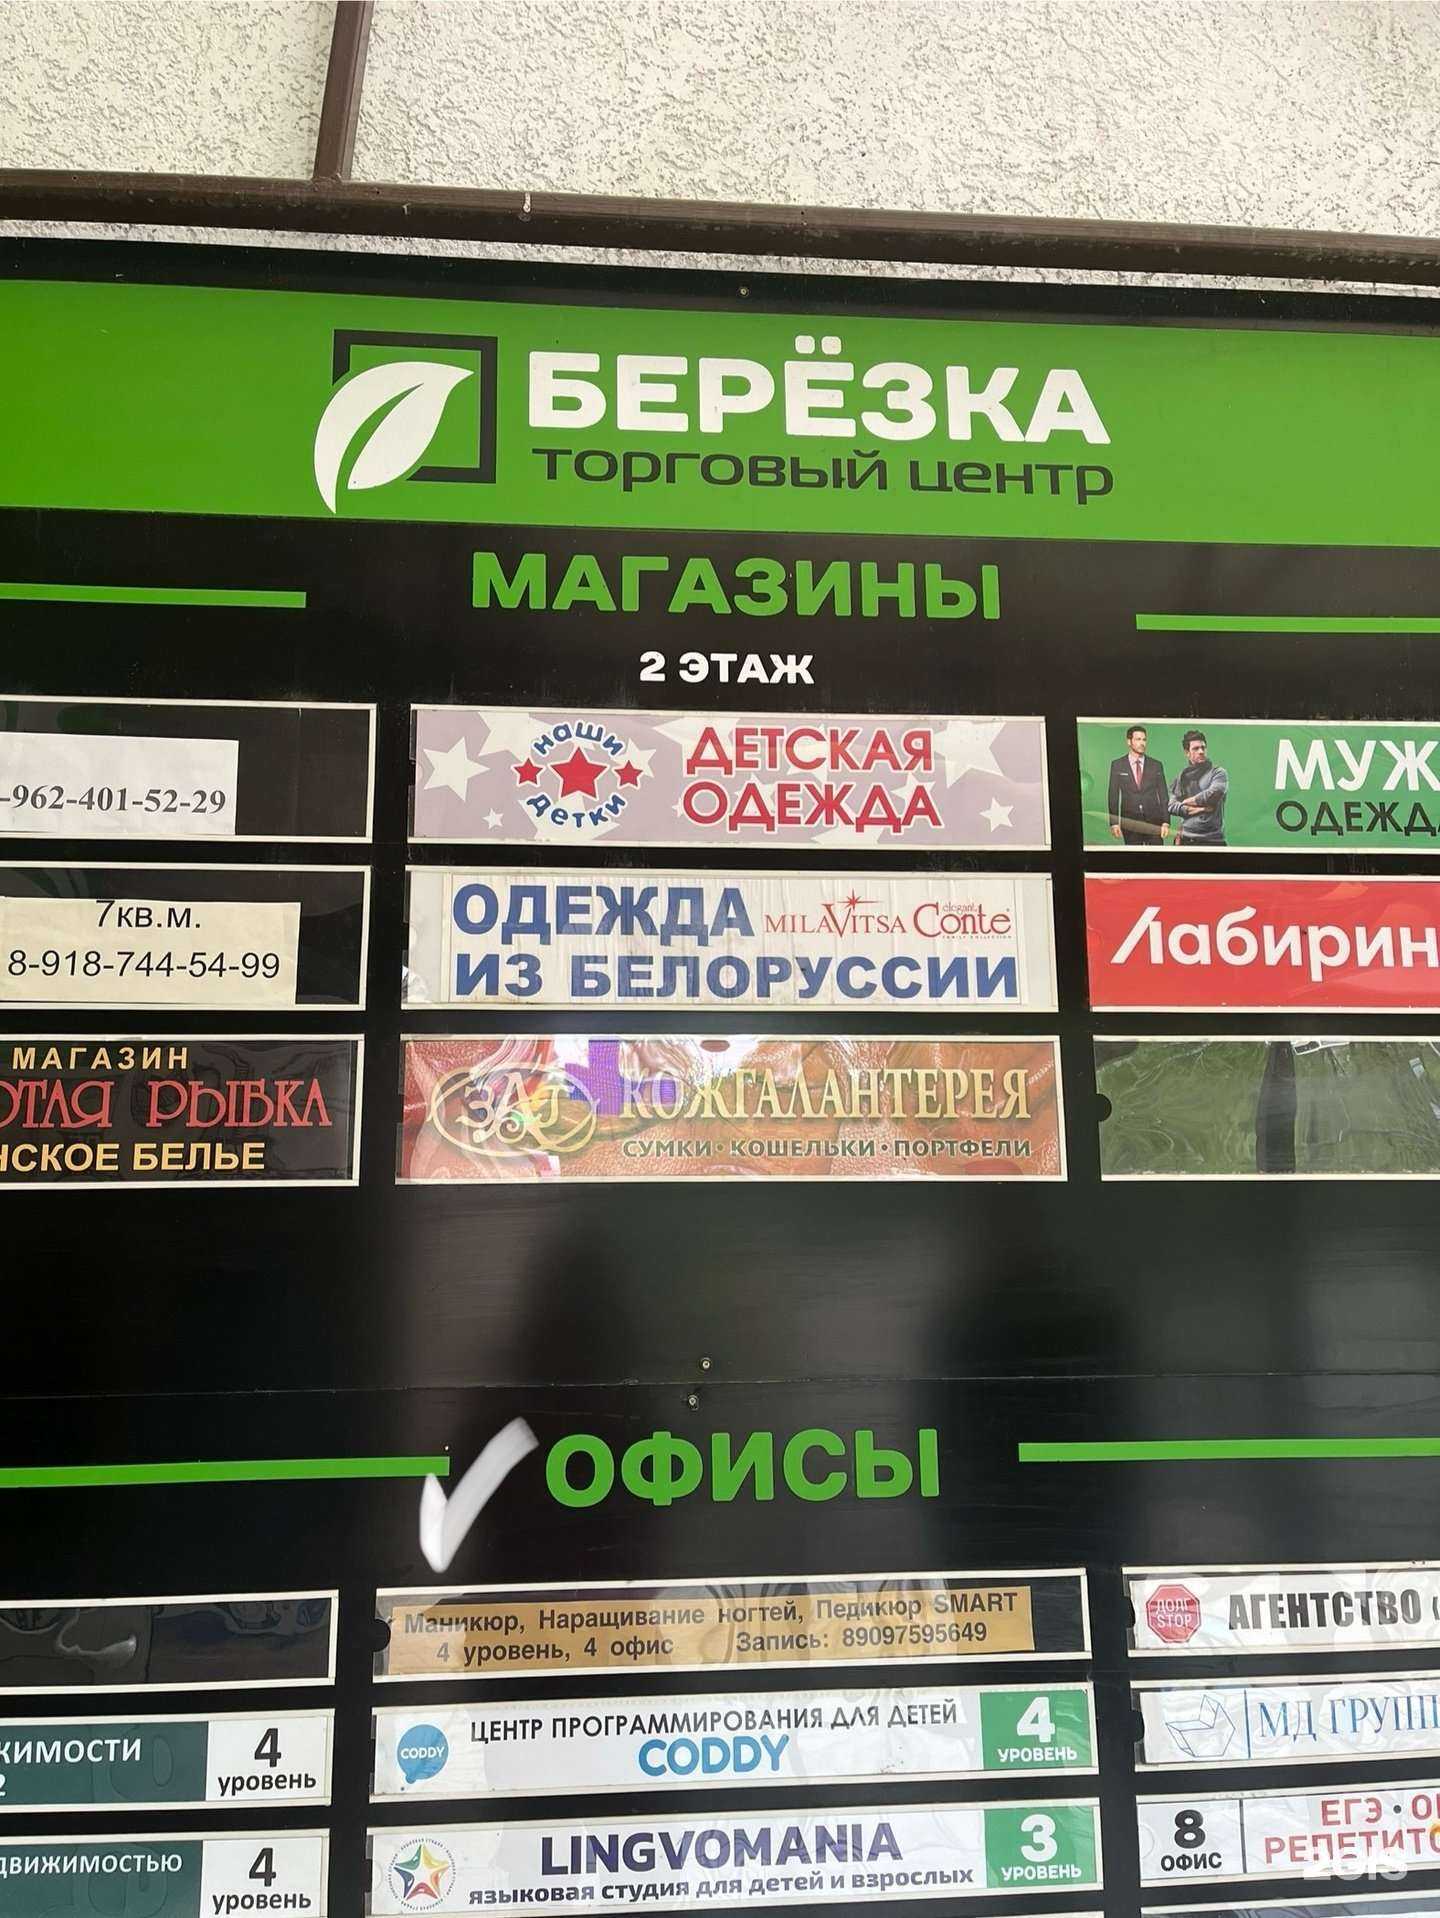 БЕРЁЗКА
торговый центр
МАГАЗИНЫ
2 ЭТАЖ
-962-401-52-29
наши
детки
ДЕТСКАЯ
ОДЕЖДА
МУЖ
ОДЕЖДА
7кв.м.
8-918-744-54-99
ОДЕЖДА MILAVITSA elegant Conte
ИЗ БЕЛОРУССИИ
Лабирин
МАГАЗИН
ОТАЯ РЫБКА
НСКОЕ БЕЛЬЕ
КОЖГАЛАНТЕРЕЯ
СУМКИ • КОШЕЛЬКИ • ПОРТФЕЛИ
ОФИСЫ
Маникюр, Наращивание ногтей, Педикюр SMART
4 уровень, 4 офис Запись: 89097595649
ДОЛГ
STOP
АГЕНТСТВО
ЖИМОСТИ
2
4
уровень
CODDY
ЦЕНТР ПРОГРАММИРОВАНИЯ ДЛЯ ДЕТЕЙ
CODDY
4
УРОВЕНЬ
МД ГРУПП
ДВИЖИМОСТЬЮ
4
уровень
LINGVOMANIA
языковая студия для детей и взрослых
3
УРОВЕНЬ
8
ОФИС
ЕГЭ • О
РЕПЕТИТО
2GIS